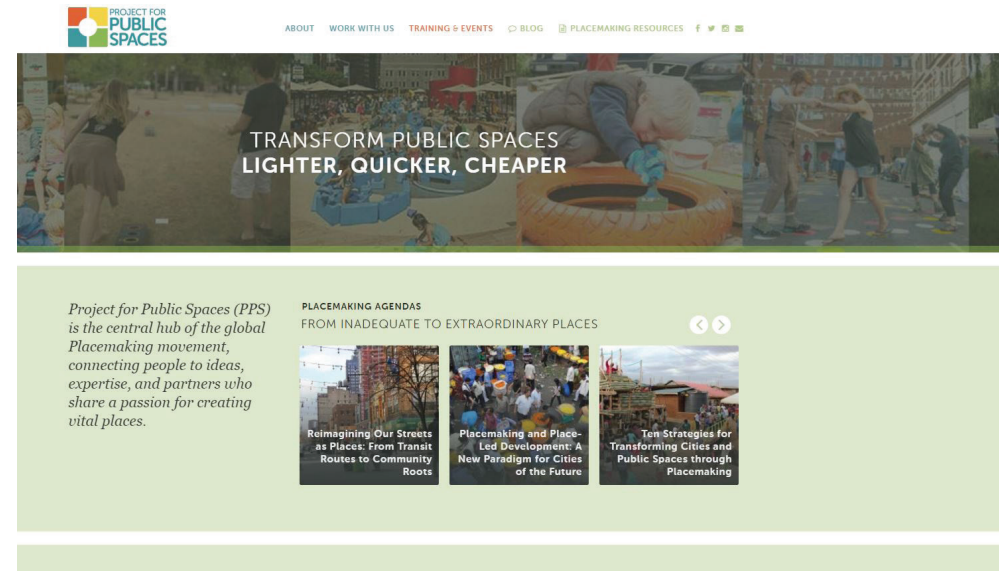 PROJECT FOR
PUBLIC
SPACES
ABOUT WORK WITH US TRAINING & EVENTS BLOG PLACEMAKING RESOURCES
TRANSFORM PUBLIC SPACES
LIGHTER, QUICKER, CHEAPER
Project for Public Spaces (PPS)
is the central hub of the global
Placemaking movement,
connecting people to ideas,
expertise, and partners who
share a passion for creating
vital places.
PLACEMAKING AGENDAS
FROM INADEQUATE TO EXTRAORDINARY PLACES
Reimagining Our Streets
as Places: From Transit
Routes to Community
Roots
Placemaking and Place-
Led Development: A
New Paradigm for Cities
of the Future
Ten Strategies for
Transforming Cities and
Public Spaces through
Placemaking